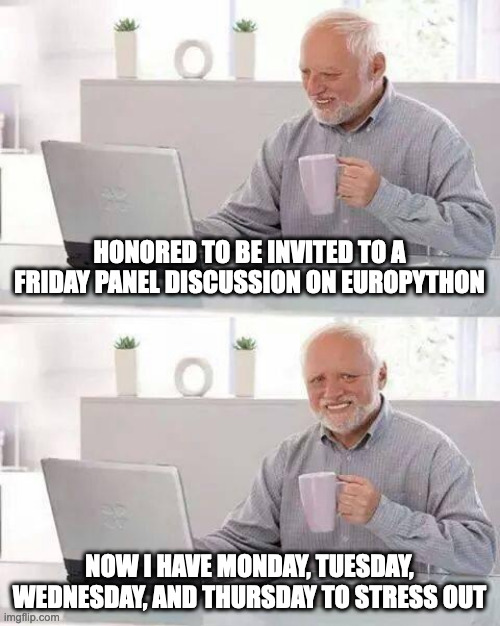 HONORED TO BE INVITED TO A
FRIDAY PANEL DISCUSSION ON EUROPYTHON
NOW I HAVE MONDAY, TUESDAY,
WEDNESDAY, AND THURSDAY TO STRESS OUT
imgflip.com